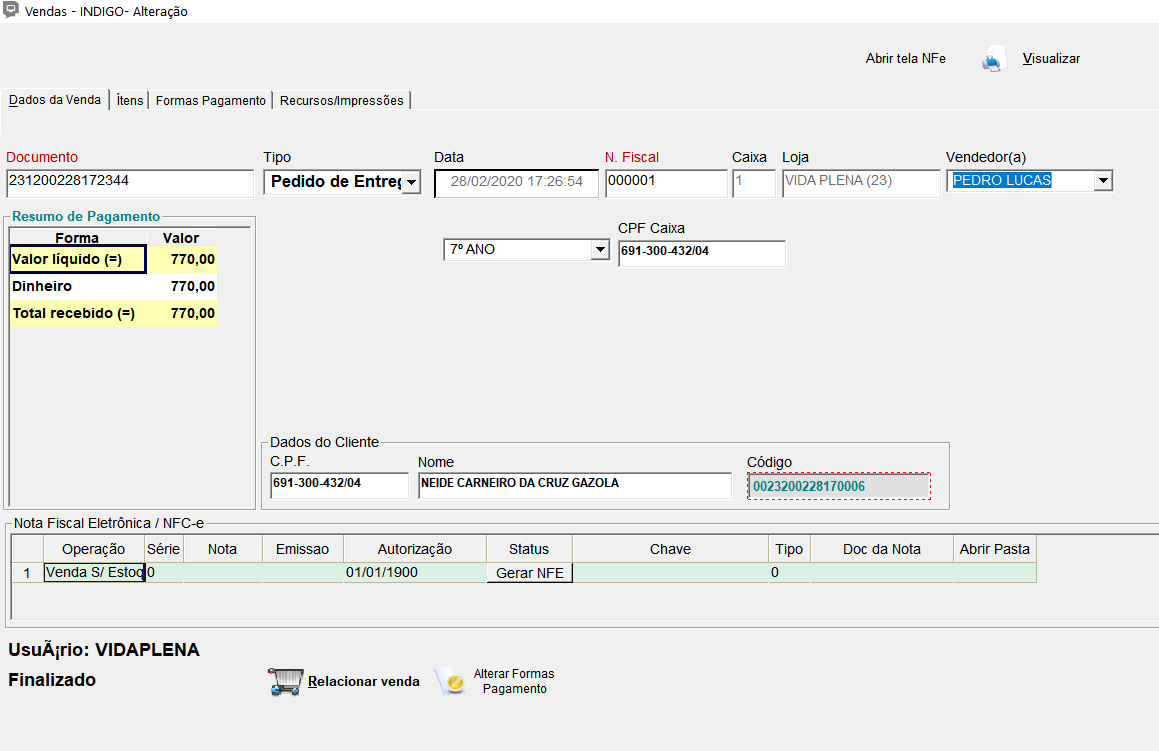 Vendas - INDIGO- Alteração
Abrir tela NFe Visualizar
Dados da Venda Ítens Formas Pagamento Recursos/Impressões
Documento Tipo Data N. Fiscal Caixa Loja Vendedor(a)
231200228172344 Pedido de Entreg 28/02/2020 17:26:54 000001 1 VIDA PLENA (23) PEDRO LUCAS
Resumo de Pagamento
Forma Valor
Valor líquido (=) 770,00
Dinheiro 770,00
Total recebido (=) 770,00
CPF Caixa
7º ANO 691-300-432/04
Dados do Cliente
C.P.F. Nome Código
691-300-432/04 NEIDE CARNEIRO DA CRUZ GAZOLA 0023200228170006
Nota Fiscal Eletrônica / NFC-e
Operação Série Nota Emissao Autorização Status Chave Tipo Doc da Nota Abrir Pasta
1 Venda S/ Estoq 0 01/01/1900 Gerar NFE 0
UsuÃ¡rio: VIDAPLENA
Finalizado
Relacionar venda
Alterar Formas
Pagamento